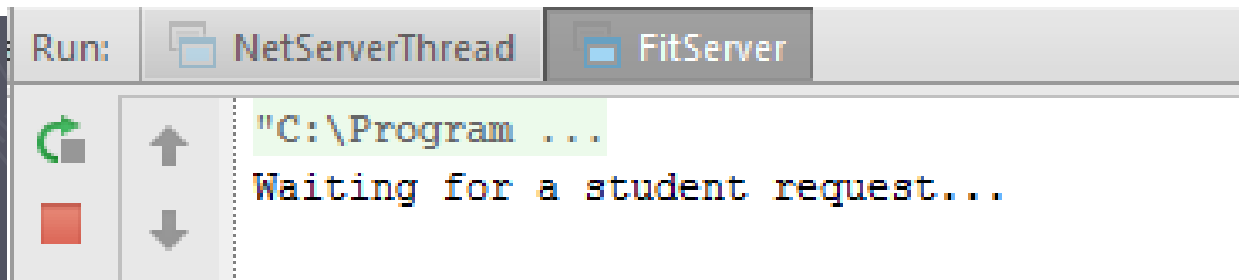 Run: NetServerThread FitServer
"C:\Program ...
Waiting for a student request...